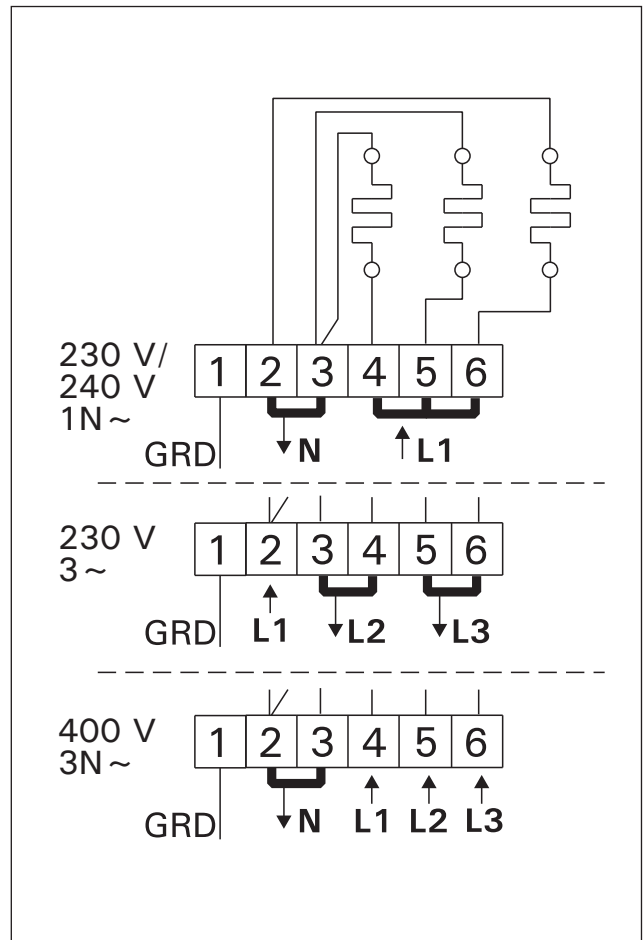 230 V/
240 V
1N~
1 2 3 4 5 6
GRD N L1
230 V
3~
1 2 3 4 5 6
GRD L1 L2 L3
400 V
3N~
1 2 3 4 5 6
GRD N L1 L2 L3